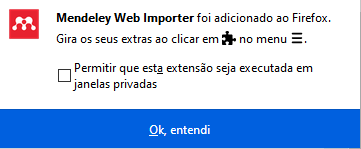 Mendeley Web Importer foi adicionado ao Firefox.
Gira os seus extras ao clicar em no menu ☰.
Permitir que esta extensão seja executada em
janelas privadas
Ok, entendi